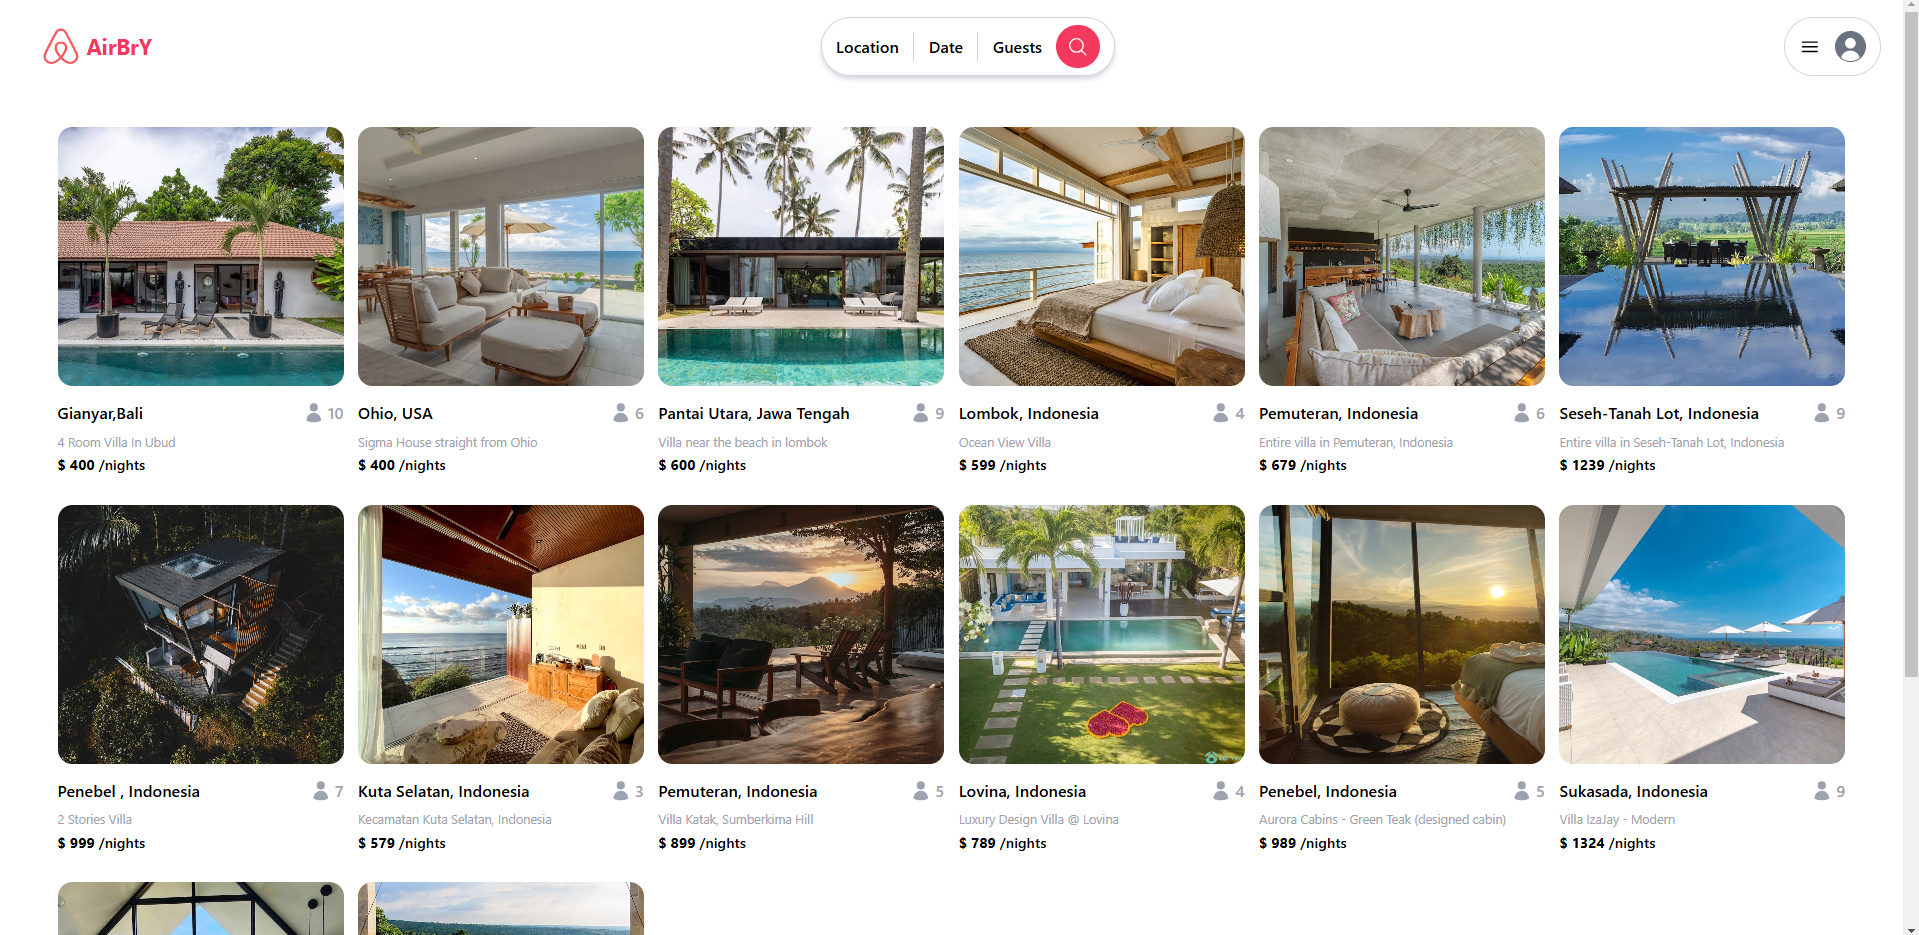 AirBrY
Location
Date
Guests
Gianyar,Bali
10
4 Room Villa In Ubud
$ 400 /nights
Ohio, USA
6
Sigma House straight from Ohio
$ 400 /nights
Pantai Utara, Jawa Tengah
9
Villa near the beach in lombok
$ 600 /nights
Lombok, Indonesia
4
Ocean View Villa
$ 599 /nights
Pemuteran, Indonesia
6
Entire villa in Pemuteran, Indonesia
$ 679 /nights
Seseh-Tanah Lot, Indonesia
9
Entire villa in Seseh-Tanah Lot, Indonesia
$ 1239 /nights
Penebel , Indonesia
7
2 Stories Villa
$ 999 /nights
Kuta Selatan, Indonesia
3
Kecamatan Kuta Selatan, Indonesia
$ 579 /nights
Pemuteran, Indonesia
5
Villa Katak, Sumberkima Hill
$ 899 /nights
Lovina, Indonesia
4
Luxury Design Villa @ Lovina
$ 789 /nights
Penebel, Indonesia
5
Aurora Cabins - Green Teak (designed cabin)
$ 989 /nights
Sukasada, Indonesia
9
Villa IzaJay - Modern
$ 1324 /nights